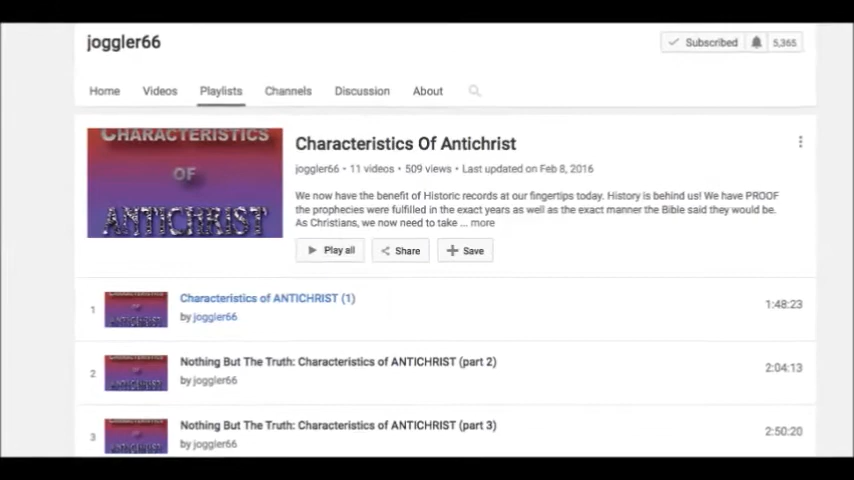 joggler66
Subscribed 5,365
Home Videos Playlists Channels Discussion About
CHARACTERISTICS
OF
ANTICHRIST
Characteristics Of Antichrist
joggler66 • 11 videos • 509 views • Last updated on Feb 8, 2016
We now have the benefit of Historic records at our fingertips today. History is behind us! We have PROOF
the prophecies were fulfilled in the exact years as well as the exact manner the Bible said they would be.
As Christians, we now need to take ... more
Play all Share Save
1 Characteristics of ANTICHRIST (1) 1:48:23
by joggler66
2 Nothing But The Truth: Characteristics of ANTICHRIST (part 2) 2:04:13
by joggler66
3 Nothing But The Truth: Characteristics of ANTICHRIST (part 3) 2:50:20
by joggler66